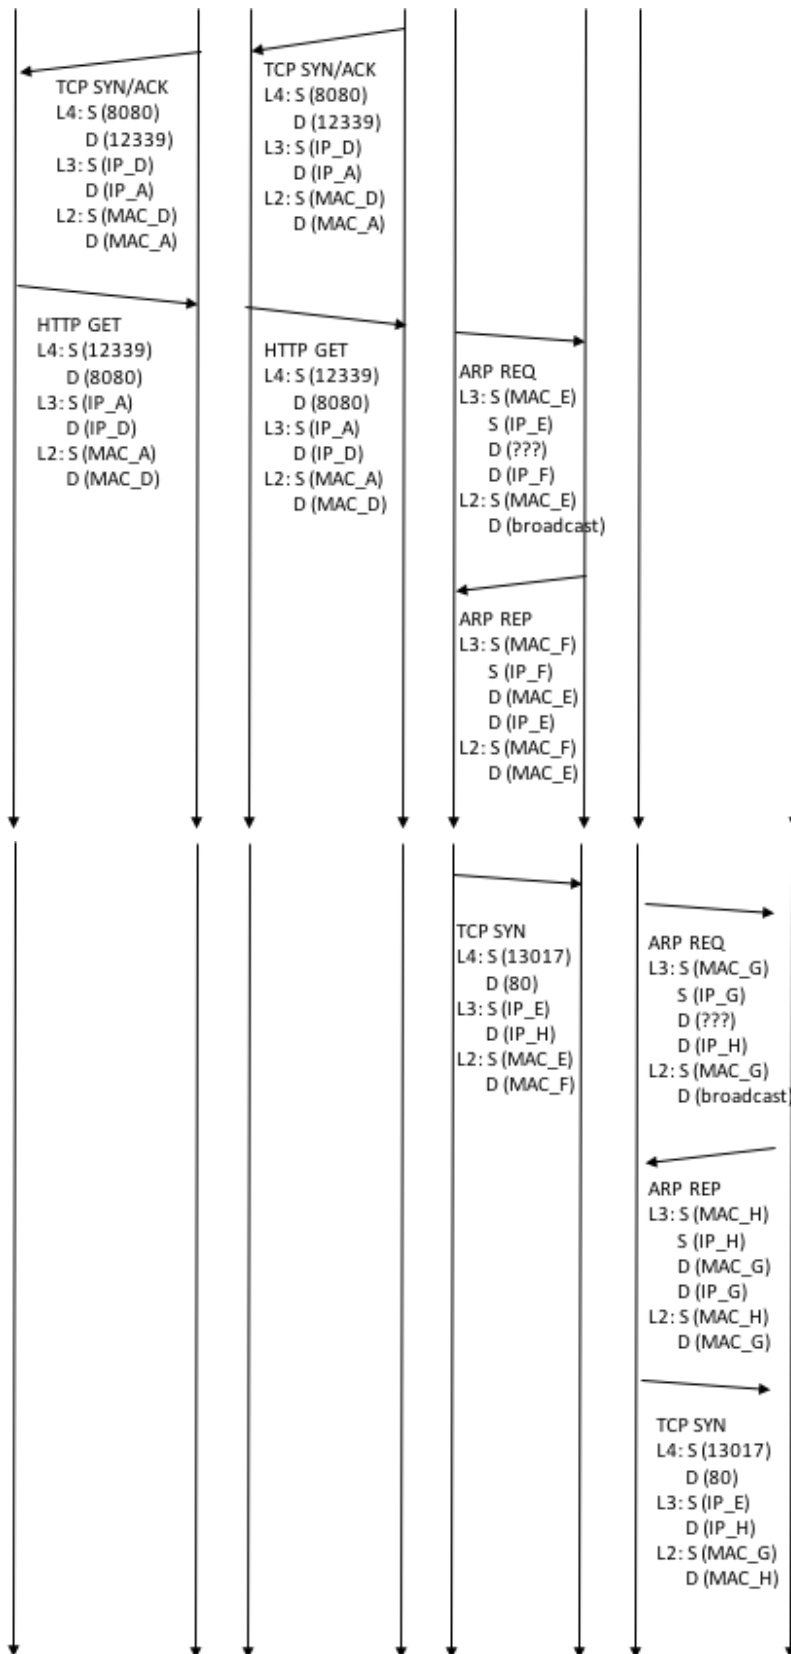 TCP SYN/ACK
L4: S (8080)
D (12339)
L3: S (IP_D)
D (IP_A)
L2: S (MAC_D)
D (MAC_A)
TCP SYN/ACK
L4: S (8080)
D (12339)
L3: S (IP_D)
D (IP_A)
L2: S (MAC_D)
D (MAC_A)
HTTP GET
L4: S (12339)
D (8080)
L3: S (IP_A)
D (IP_D)
L2: S (MAC_A)
D (MAC_D)
HTTP GET
L4: S (12339)
D (8080)
L3: S (IP_A)
D (IP_D)
L2: S (MAC_A)
D (MAC_D)
ARP REQ
L3: S (MAC_E)
S (IP_E)
D (???)
D (IP_F)
L2: S (MAC_E)
D (broadcast)
ARP REP
L3: S (MAC_F)
S (IP_F)
D (MAC_E)
D (IP_E)
L2: S (MAC_F)
D (MAC_E)
TCP SYN
L4: S (13017)
D (80)
L3: S (IP_E)
D (IP_H)
L2: S (MAC_E)
D (MAC_F)
ARP REQ
L3: S (MAC_G)
S (IP_G)
D (???)
D (IP_H)
L2: S (MAC_G)
D (broadcast)
ARP REP
L3: S (MAC_H)
S (IP_H)
D (MAC_G)
D (IP_G)
L2: S (MAC_H)
D (MAC_G)
TCP SYN
L4: S (13017)
D (80)
L3: S (IP_E)
D (IP_H)
L2: S (MAC_G)
D (MAC_H)